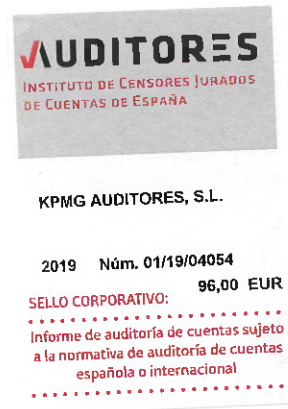 AUDITORES
INSTITUTO DE CENSORES JURADOS
DE CUENTAS DE ESPAÑA
KPMG AUDITORES, S.L.
2019 Núm. 01/19/04054
96,00 EUR
SELLO CORPORATIVO:
Informe de auditoría de cuentas sujeto
a la normativa de auditoría de cuentas
española o internacional